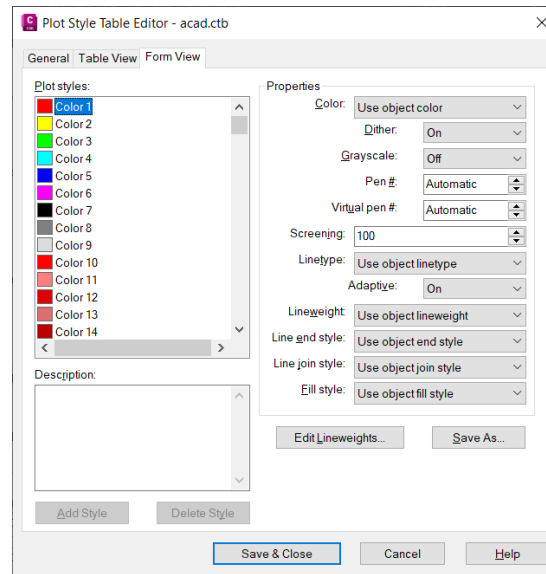 C
Plot Style Table Editor - acad.ctb
General Table View Form View
Plot styles:
Color 1
Color 2
Color 3
Color 4
Color 5
Color 6
Color 7
Color 8
Color 9
Color 10
Color 11
Color 12
Color 13
Color 14
Description:
Add Style Delete Style
Properties
Color: Use object color
Dither: On
Grayscale: Off
Pen #: Automatic
Virtual pen #: Automatic
Screening: 100
Linetype: Use object linetype
Adaptive: On
Lineweight: Use object lineweight
Line end style: Use object end style
Line join style: Use object join style
Fill style: Use object fill style
Edit Lineweights... Save As...
Save & Close Cancel Help